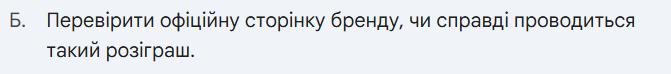 Б. Перевірити офіційну сторінку бренду, чи справді проводиться
такий розіграш.